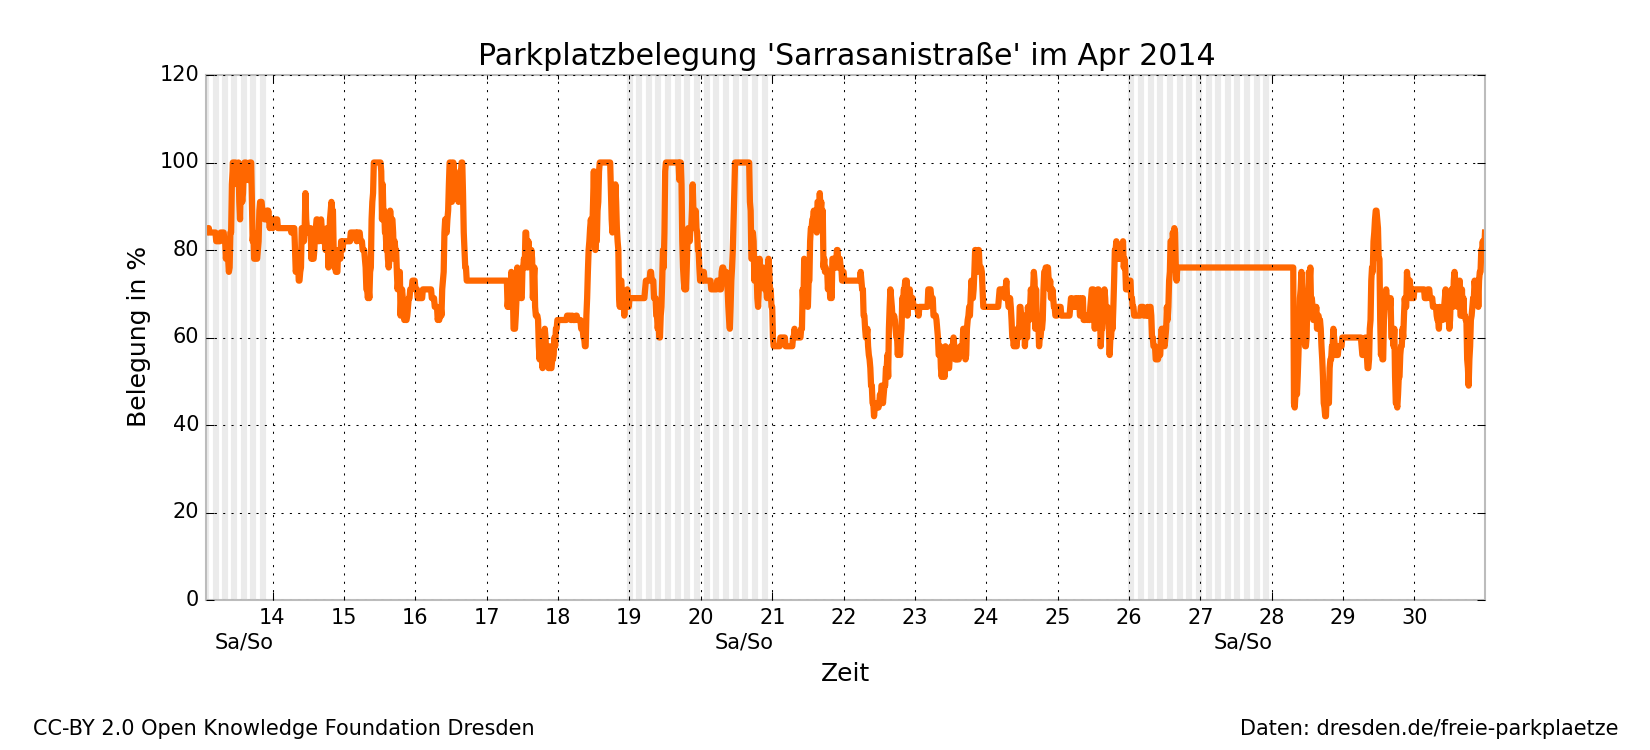 Parkplatzbelegung 'Sarrasanistraße' im Apr 2014
120
100
80
60
40
20
0
Belegung in %
14 15 16 17 18 19 20 21 22 23 24 25 26 27 28 29 30
Sa/So Sa/So Sa/So
Zeit
CC-BY 2.0 Open Knowledge Foundation Dresden
Daten: dresden.de/freie-parkplaetze